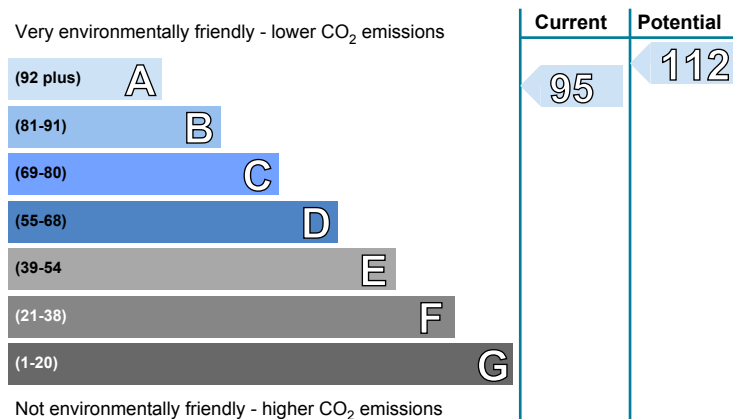 Very environmentally friendly - lower CO₂ emissions
Current
Potential
(92 plus) A
95
112
(81-91) B
(69-80) C
(55-68) D
(39-54 E
(21-38) F
(1-20) G
Not environmentally friendly - higher CO₂ emissions